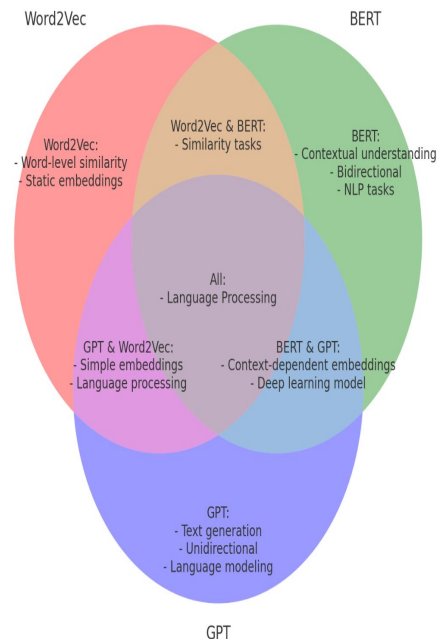 Word2Vec
BERT
Word2Vec & BERT:
- Similarity tasks
Word2Vec:
- Word-level similarity
- Static embeddings
BERT:
- Contextual understanding
- Bidirectional
- NLP tasks
All:
- Language Processing
GPT & Word2Vec:
- Simple embeddings
- Language processing
BERT & GPT:
- Context-dependent embeddings
- Deep learning model
GPT:
- Text generation
- Unidirectional
- Language modeling
GPT